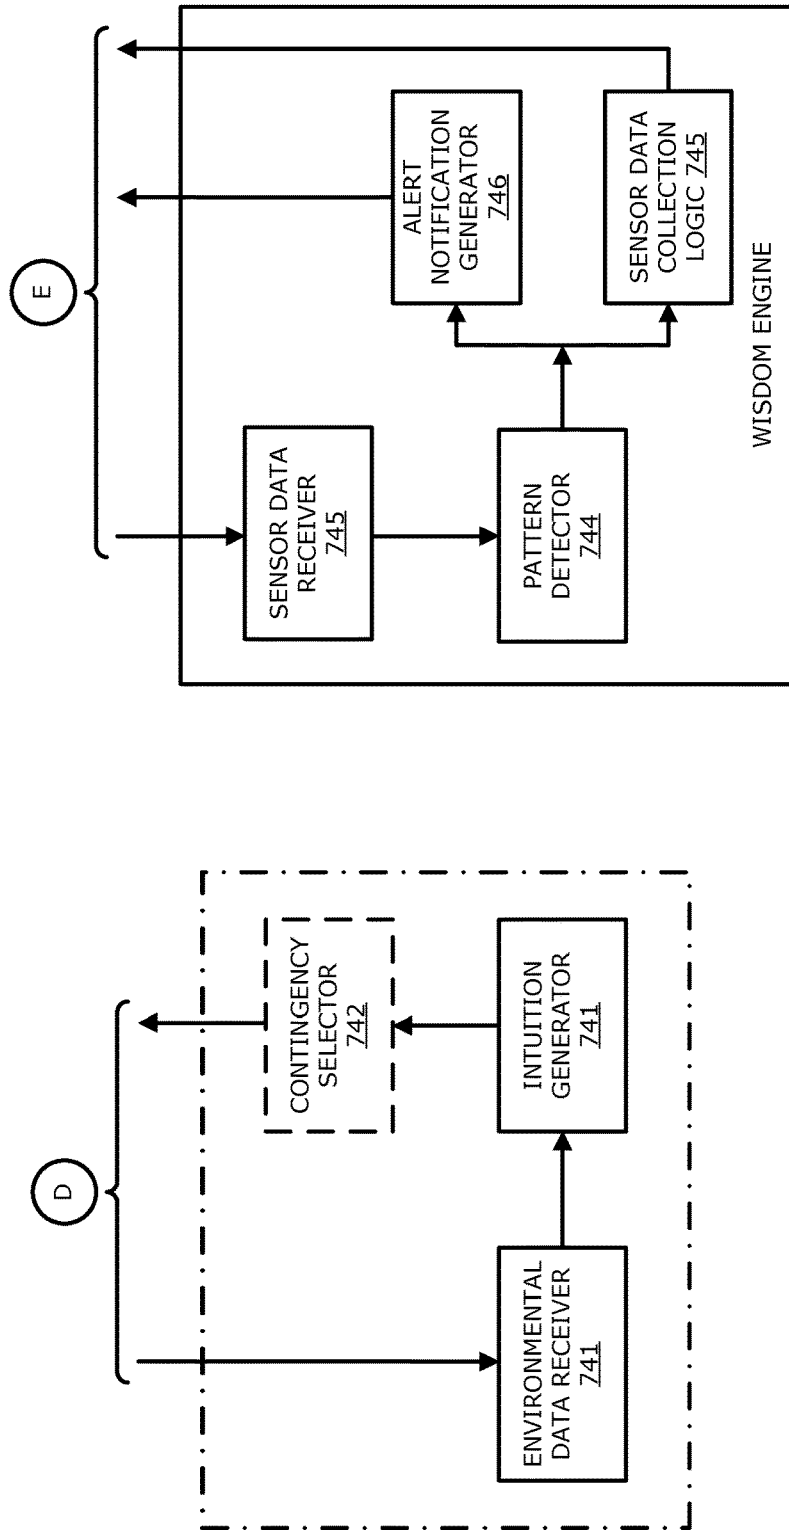 D
ENVIRONMENTAL
DATA RECEIVER
741
INTUITION
GENERATOR
741
CONTINGENCY
SELECTOR
742
E
SENSOR DATA
RECEIVER
745
PATTERN
DETECTOR
744
ALERT
NOTIFICATION
GENERATOR
746
SENSOR DATA
COLLECTION
LOGIC 745
WISDOM ENGINE